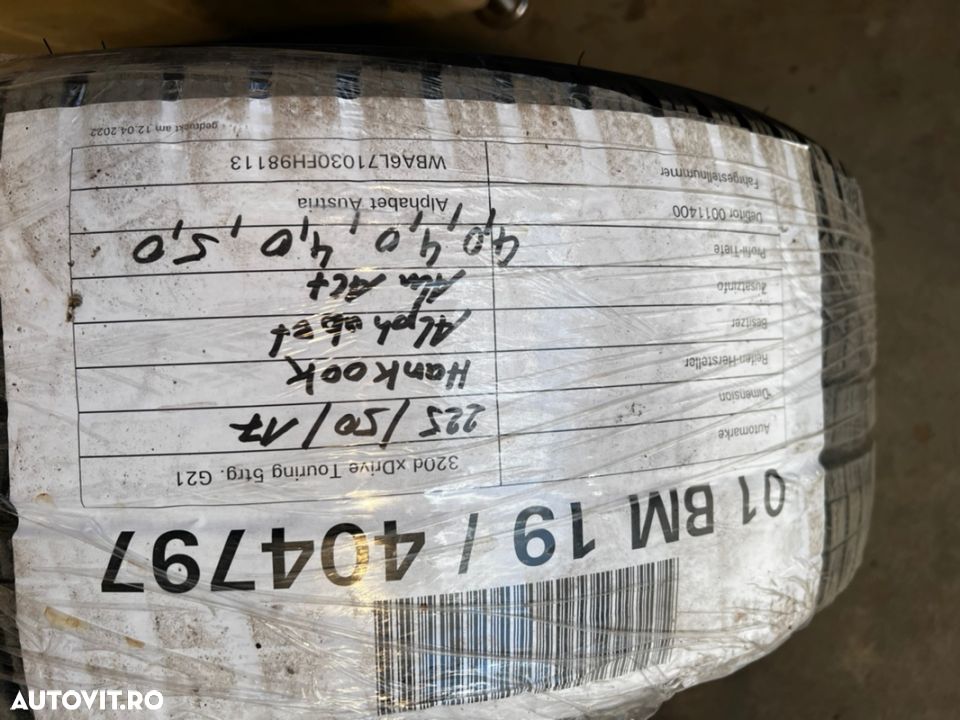 01 BM 19 / 404797
Automarke 320d xDrive Touring 5trg. G21
Dimension 225/50/17
Reifen-Hersteller Hankook
Besitzer Alphabet
Zusatzinfo Alu
Profil-Tiefe 4,0 4,0 4,0 5,0
Debitor 0011400 Alphabet Austria
Fahrgestellnummer WBA6L71030FH98113
gedruckt am 12.04.2022
AUTOVIT.RO